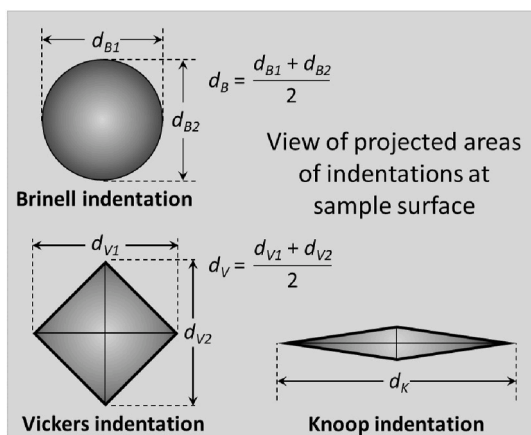 d_B1
d_B = (d_B1 + d_B2) / 2
d_B2
Brinell indentation
View of projected areas
of indentations at
sample surface
d_V1
d_V = (d_V1 + d_V2) / 2
d_V2
Vickers indentation
d_K
Knoop indentation